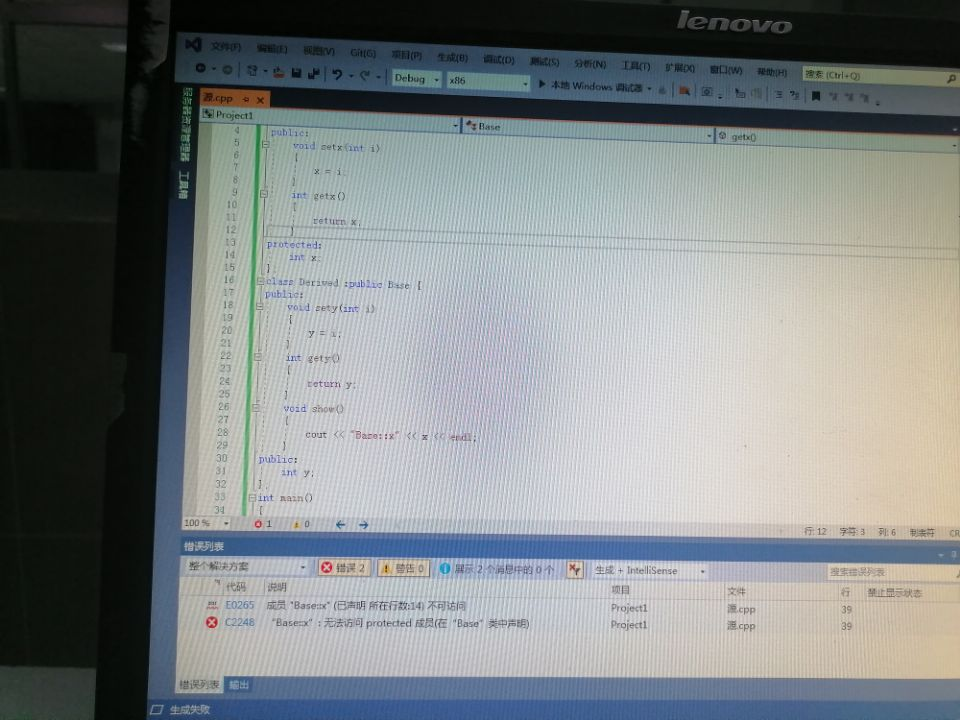 lenovo
文件(F) 编辑(E) 视图(V) Git(G) 项目(P) 生成(B) 调试(D) 测试(S) 分析(N) 工具(T) 扩展(X) 窗口(W) 帮助(H) 搜索 (Ctrl+Q)
Debug x86 本地 Windows 调试器
服务器资源管理器 工具箱
源.cpp
Project1 Base getx()
4 public:
5 void setx(int i)
6 {
7 x = i;
8 }
9 int getx()
10 {
11 return x;
12 }
13 protected:
14 int x;
15 };
16 class Derived :public Base {
17 public:
18 void sety(int i)
19 {
20 y = i;
21 }
22 int gety()
23 {
24 return y;
25 }
26 void show()
27 {
28 cout << "Base::x" << x << endl;
29 }
30 public:
31 int y;
32 };
33 int main()
34 {
100 % 1 0 行: 12 字符: 3 列: 6 制表符 CR
错误列表
整个解决方案 错误 2 警告 0 展示 2 个消息中的 0 个 生成 + IntelliSense 搜索错误列表
代码 说明 项目 文件 行 禁止显示状态
E0265 成员 "Base::x" (已声明 所在行数:14) 不可访问 Project1 源.cpp 39
C2248 “Base::x”: 无法访问 protected 成员(在“Base”类中声明) Project1 源.cpp 39
错误列表 输出
生成失败